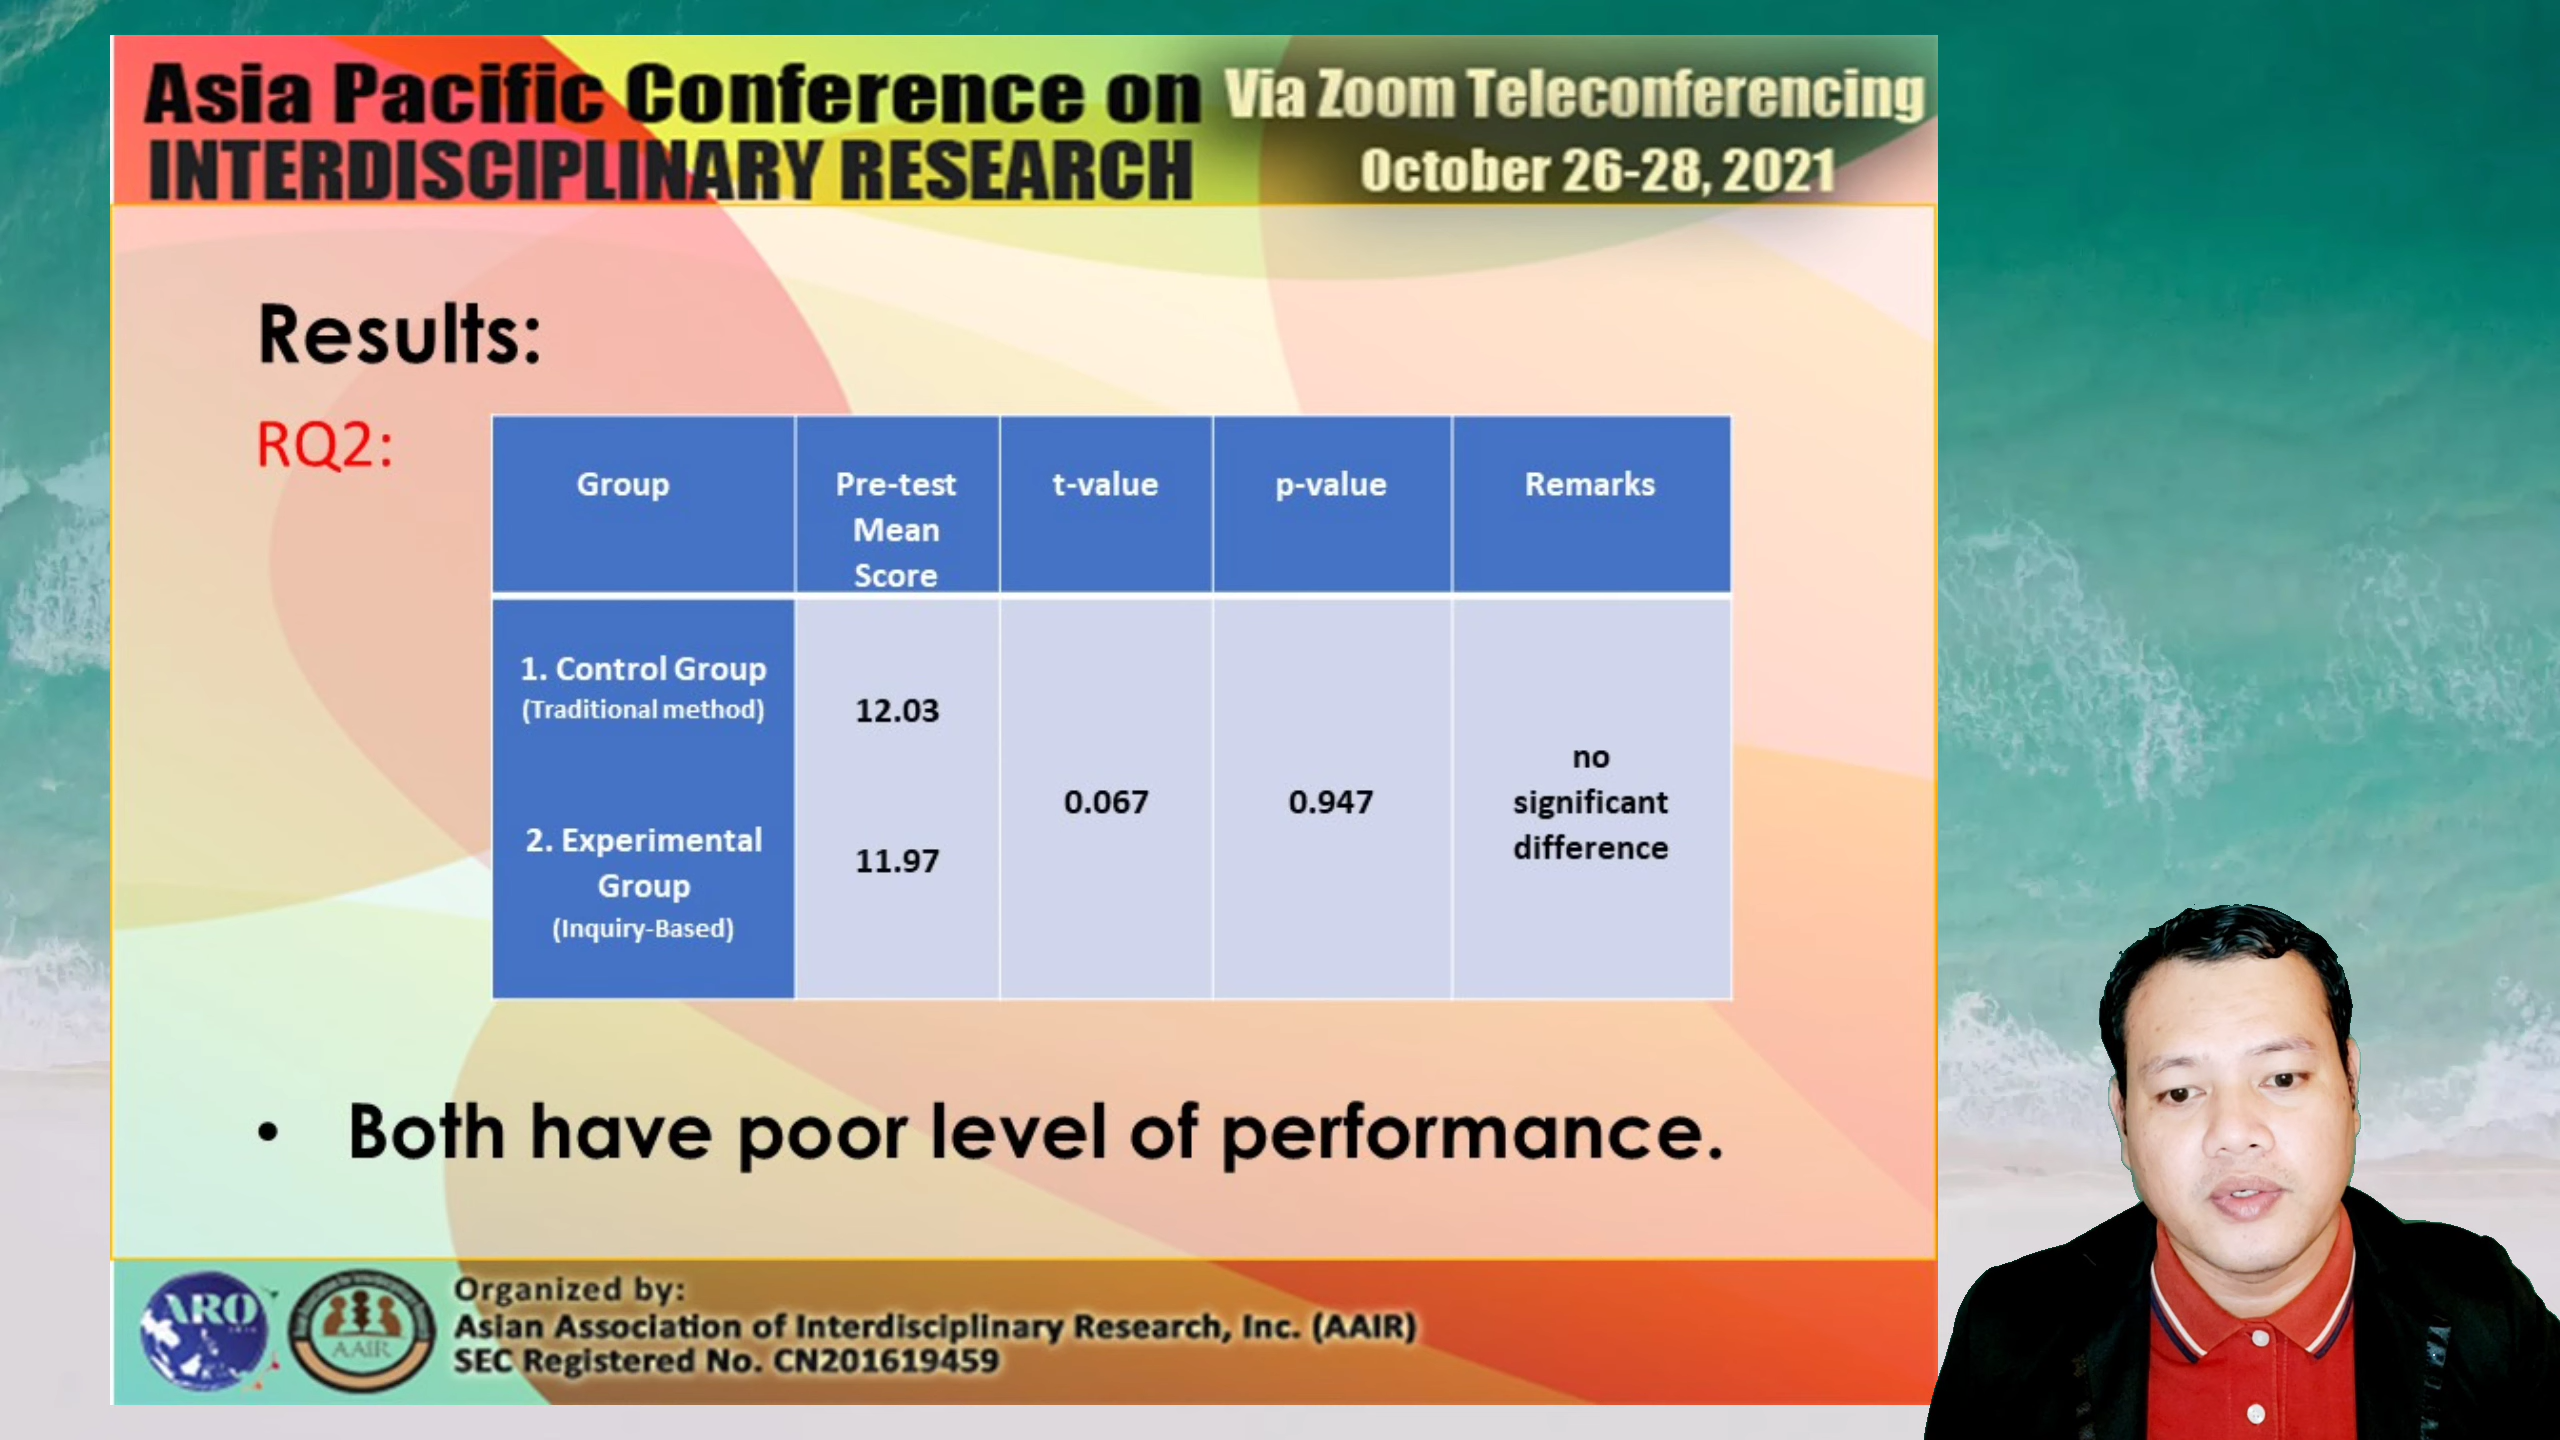 Asia Pacific Conference on
INTERDISCIPLINARY RESEARCH
Via Zoom Teleconferencing
October 26-28, 2021
Results:
RQ2:
Group
Pre-test
Mean
Score
t-value
p-value
Remarks
1. Control Group
(Traditional method)
12.03
2. Experimental
Group
(Inquiry-Based)
11.97
0.067
0.947
no
significant
difference
• Both have poor level of performance.
ARO
AAIR
Organized by:
Asian Association of Interdisciplinary Research, Inc. (AAIR)
SEC Registered No. CN201619459